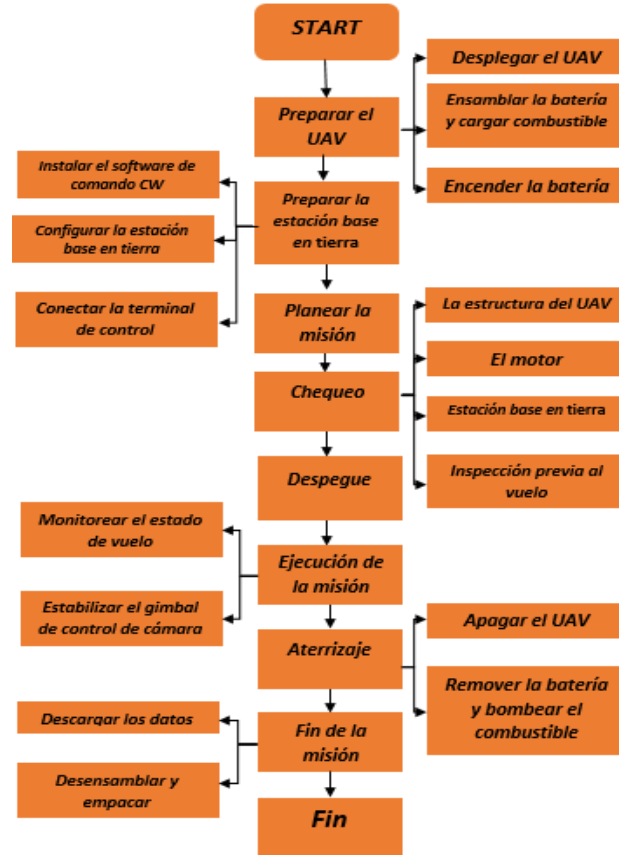 START
Preparar el
UAV
Desplegar el UAV
Ensamblar la batería
y cargar combustible
Encender la batería
Preparar la
estación base
en tierra
Instalar el software de
comando CW
Configurar la estación
base en tierra
Conectar la terminal
de control
Planear la
misión
Chequeo
La estructura del UAV
El motor
Estación base en tierra
Inspección previa al
vuelo
Despegue
Ejecución de
la misión
Monitorear el estado
de vuelo
Estabilizar el gimbal
de control de cámara
Aterrizaje
Apagar el UAV
Remover la batería
y bombear el
combustible
Fin de la
misión
Descargar los datos
Desensamblar y
empacar
Fin